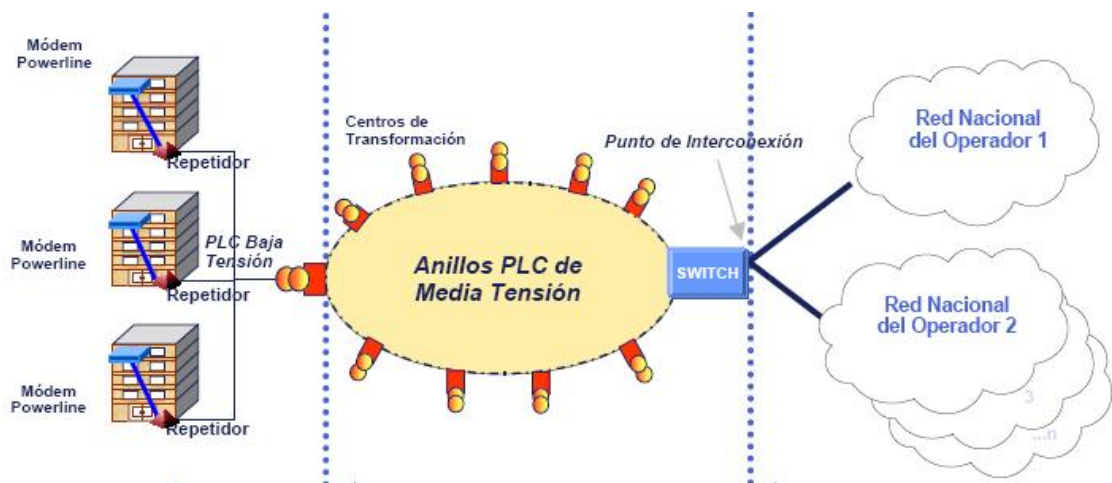 Módem
Powerline
Repetidor
Módem
Powerline
PLC Baja
Tensión
Repetidor
Módem
Powerline
Repetidor
Centros de
Transformación
Anillos PLC de
Media Tensión
Punto de Interconexión
SWITCH
Red Nacional
del Operador 1
Red Nacional
del Operador 2
3
...n